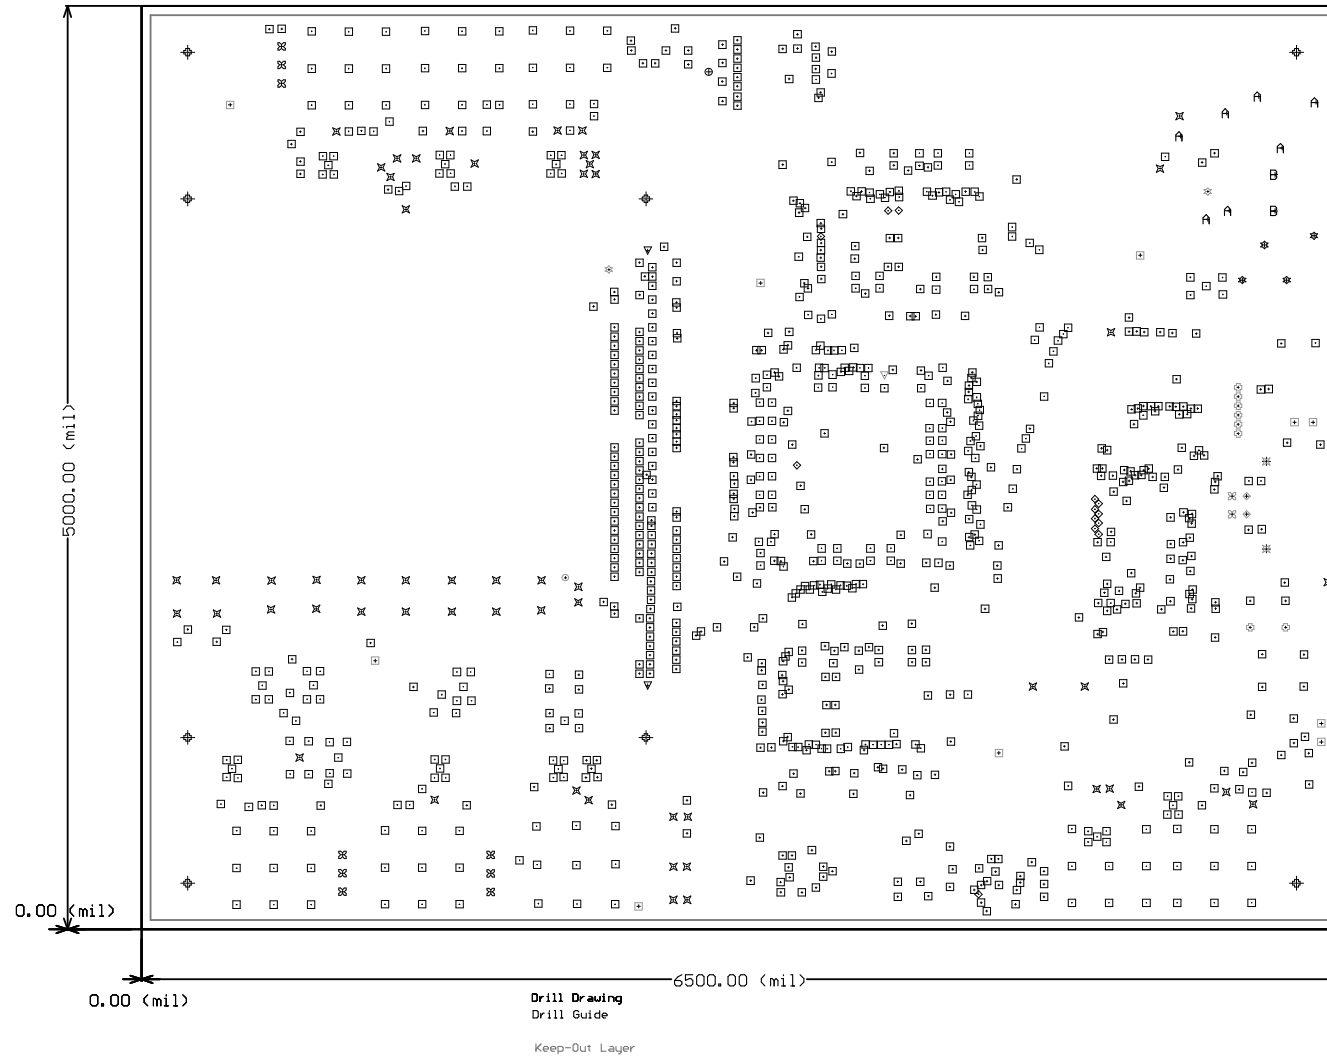 5000.00 (mil)
0.00 (mil)
6500.00 (mil)
0.00 (mil)
Drill Drawing
Drill Guide
Keep-Out Layer